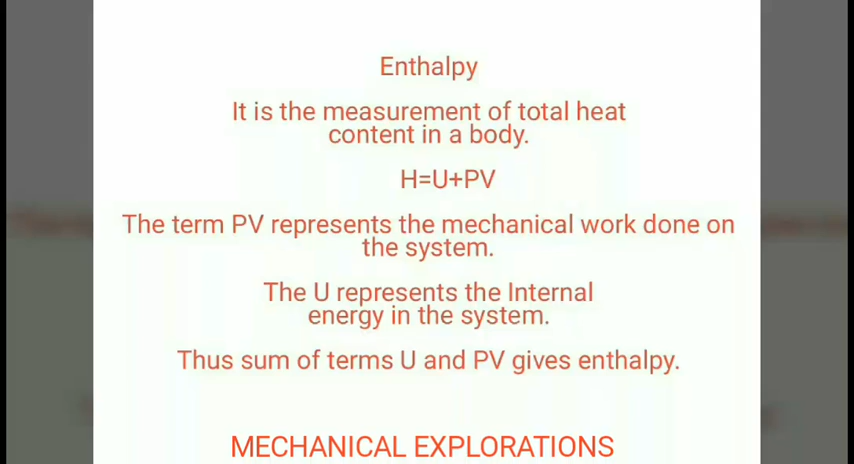 Enthalpy
It is the measurement of total heat
content in a body.
H=U+PV
The term PV represents the mechanical work done on
the system.
The U represents the Internal
energy in the system.
Thus sum of terms U and PV gives enthalpy.
MECHANICAL EXPLORATIONS